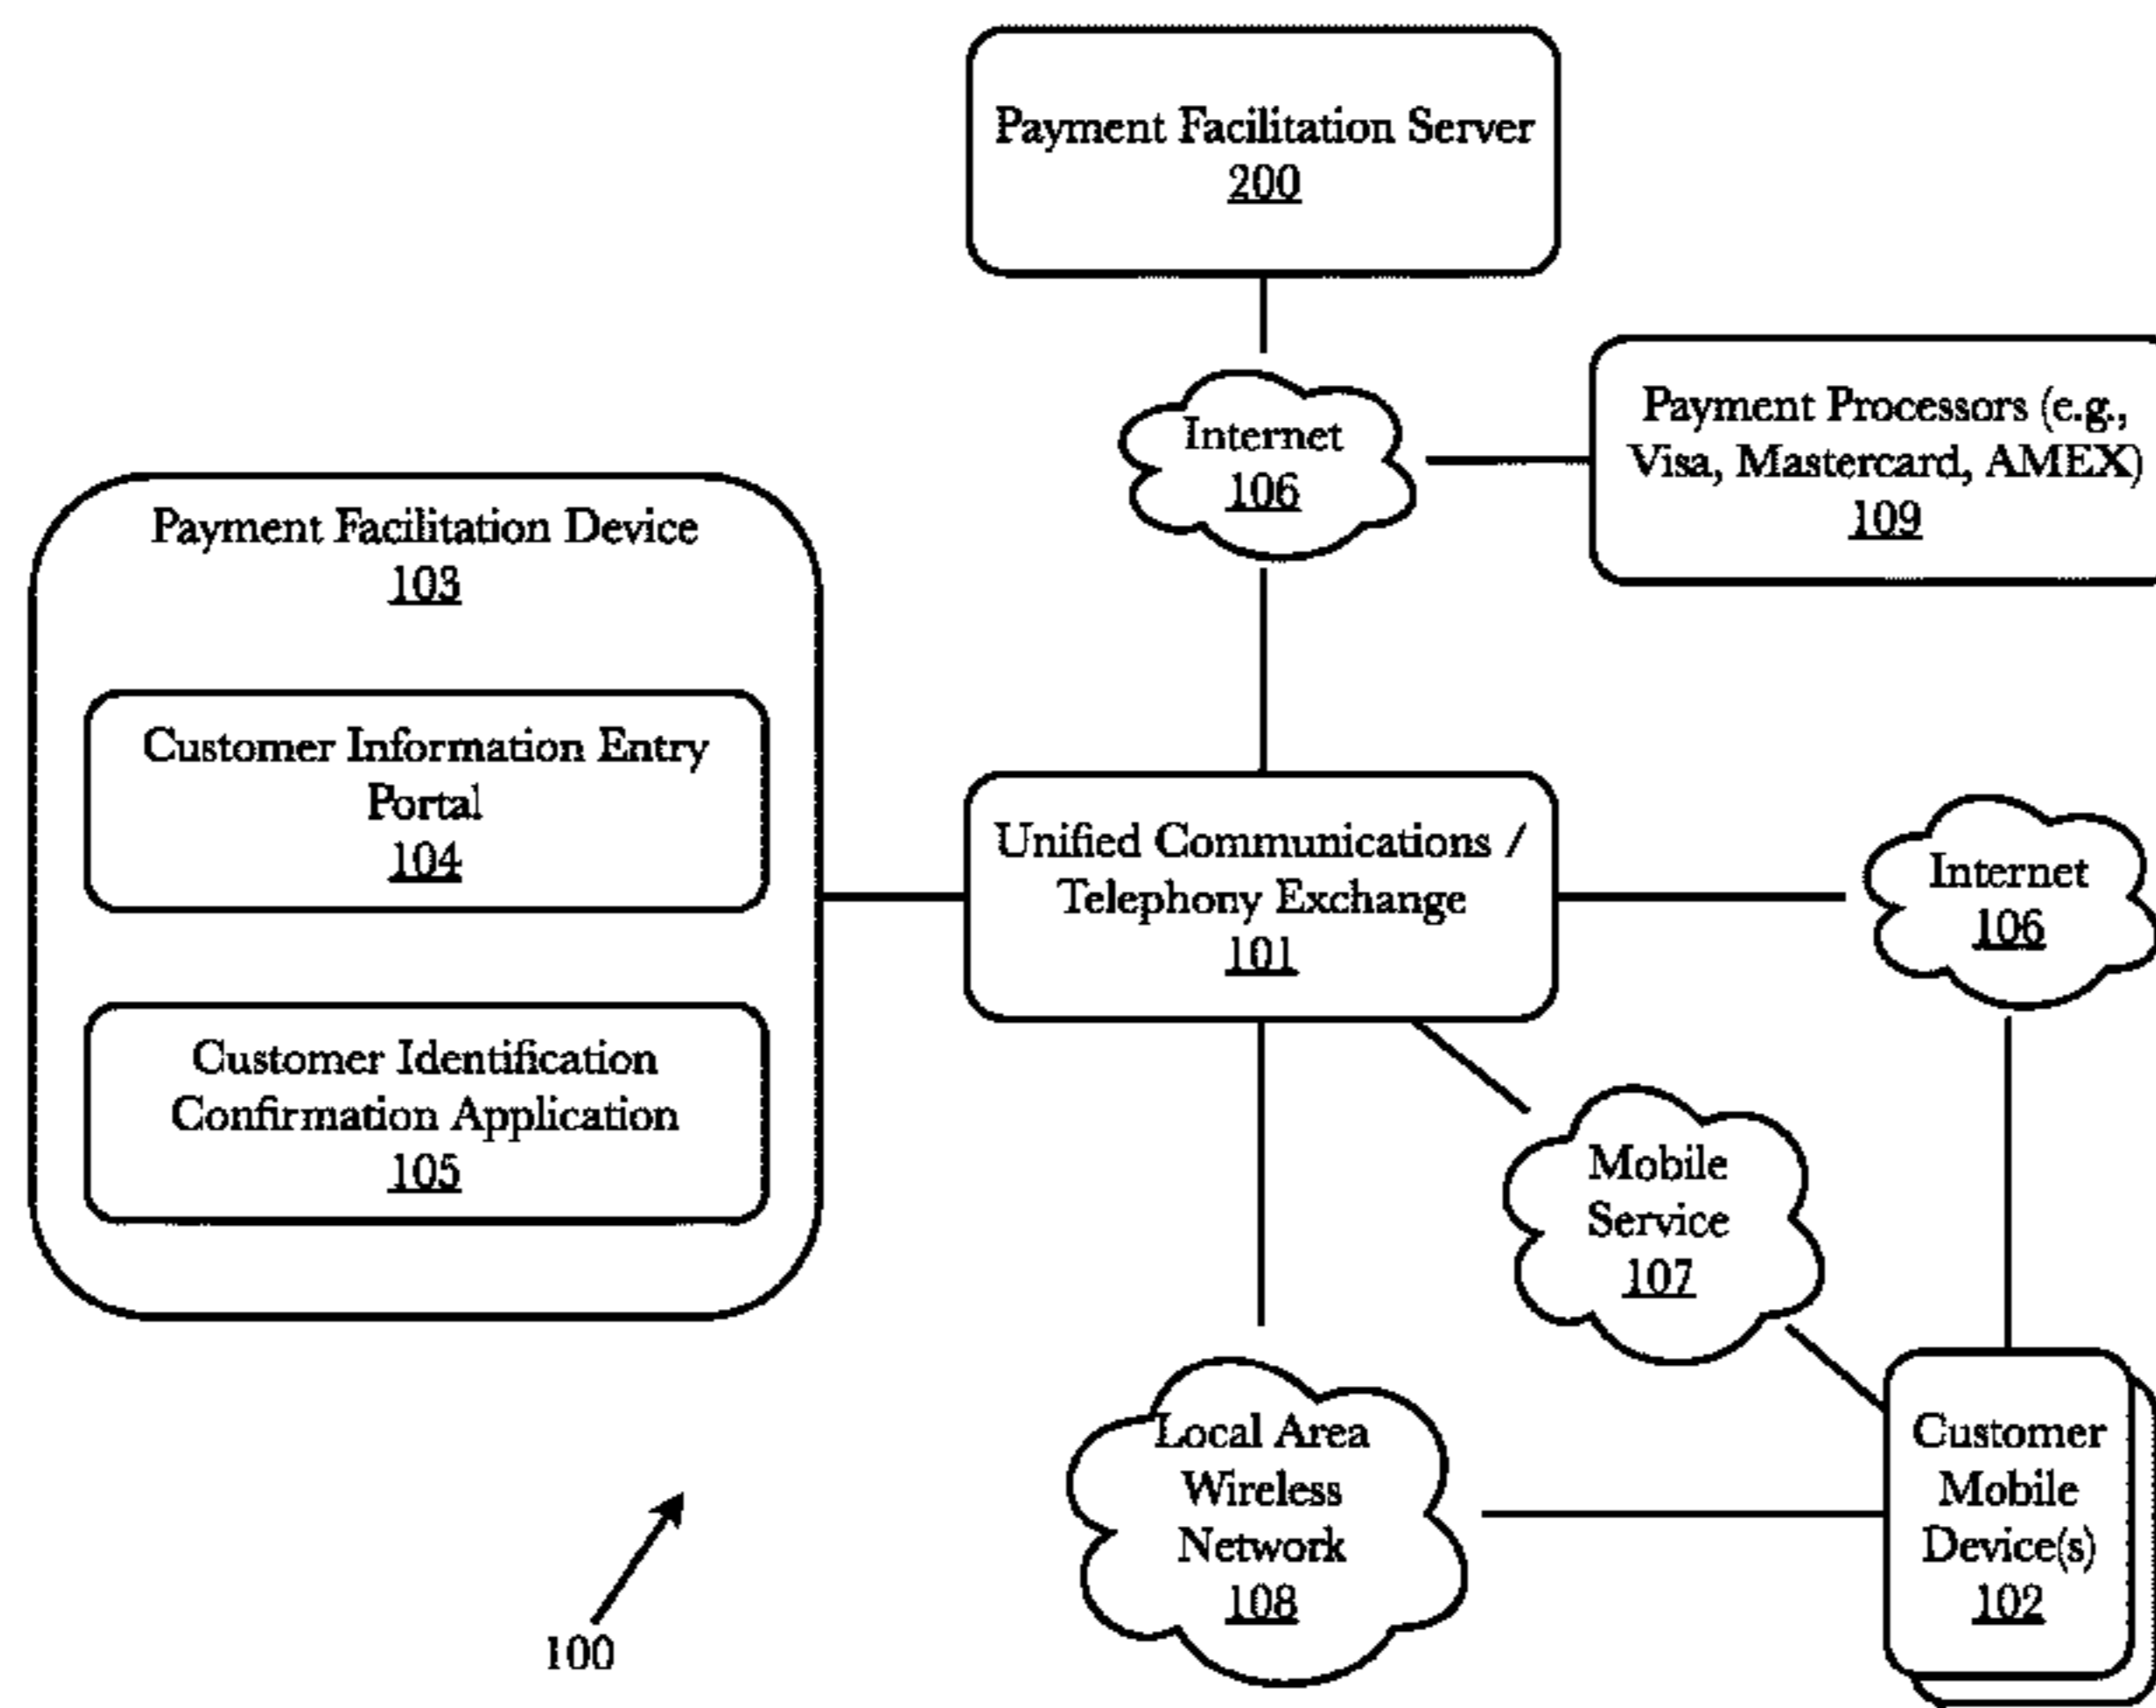 Payment Facilitation Server
200
Internet
106
Payment Processors (e.g.,
Visa, Mastercard, AMEX)
109
Payment Facilitation Device
103
Customer Information Entry
Portal
104
Customer Identification
Confirmation Application
105
Unified Communications /
Telephony Exchange
101
Internet
106
Mobile
Service
107
Local Area
Wireless
Network
108
Customer
Mobile
Device(s)
102
100